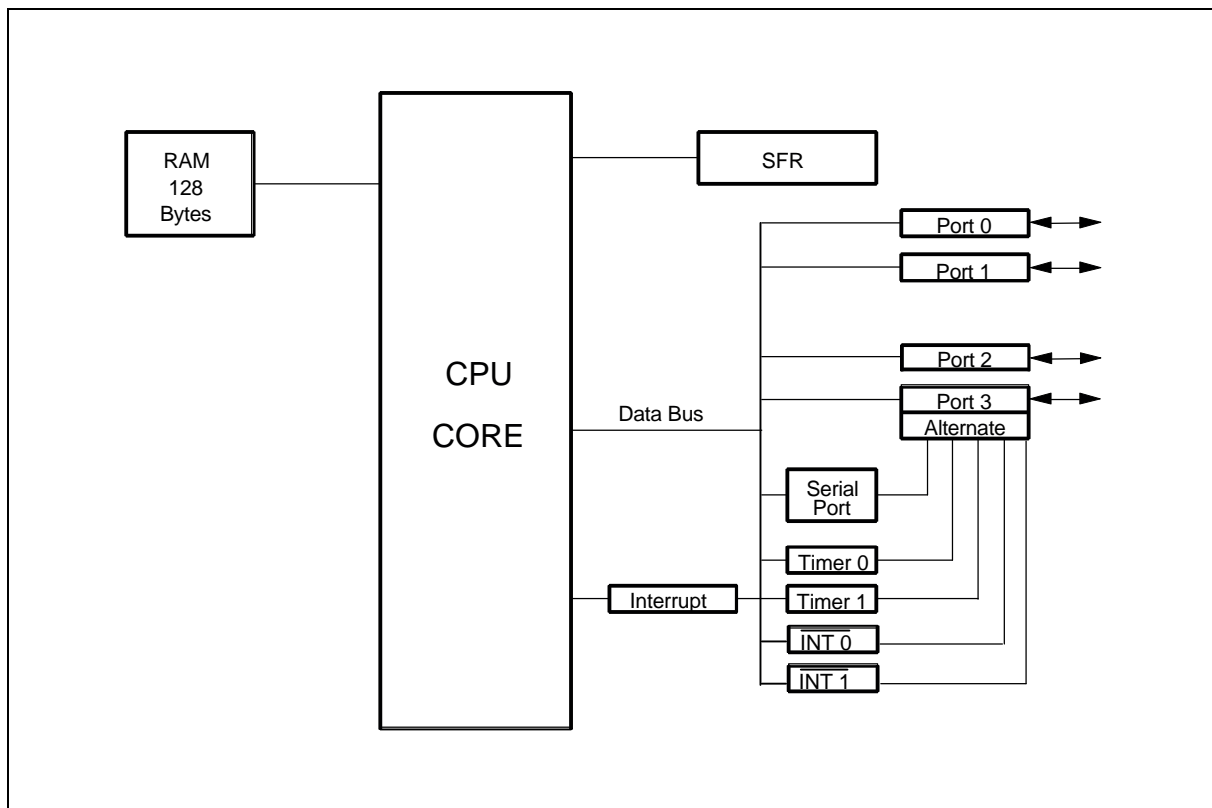 RAM
128
Bytes
SFR
Port 0
Port 1
Port 2
CPU
CORE
Data Bus
Port 3
Alternate
Serial
Port
Timer 0
Interrupt
Timer 1
INT 0
INT 1